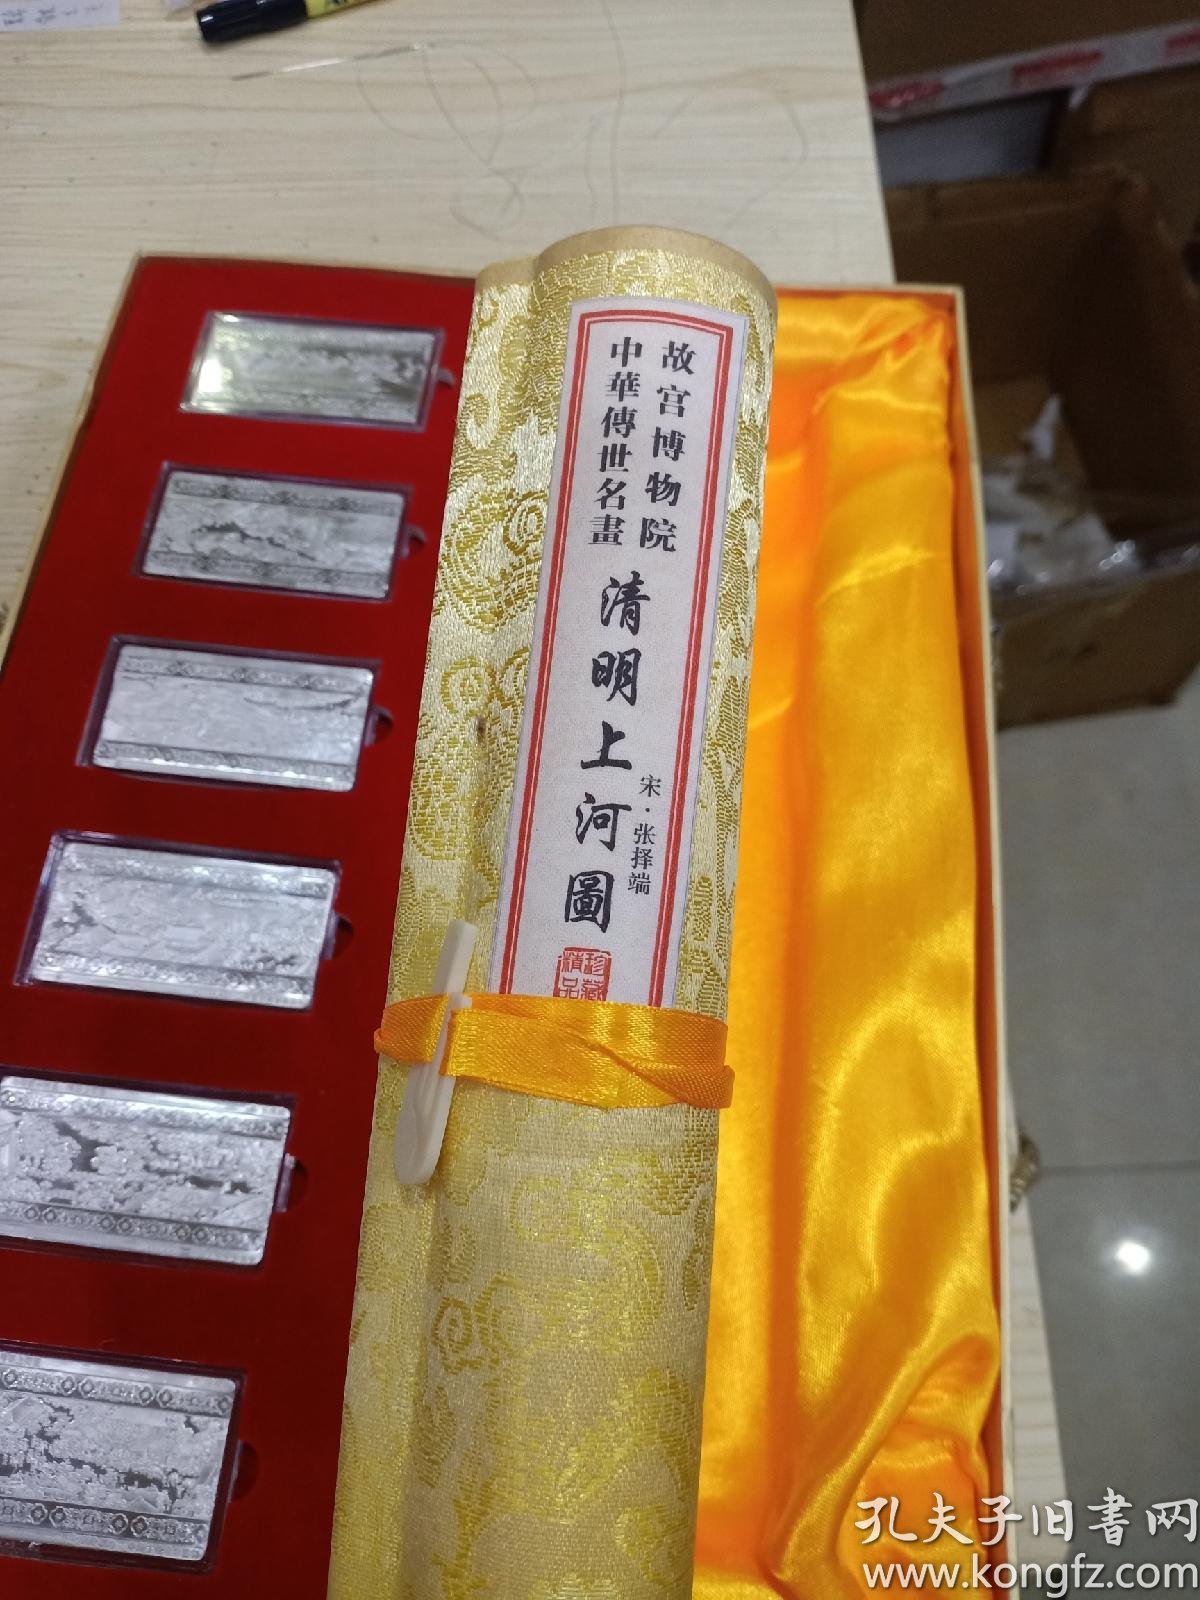 故宫博物院
中華傳世名畫
清明上河圖
宋·张择端
珍藏
精品
孔夫子旧书网
www.kongfz.com